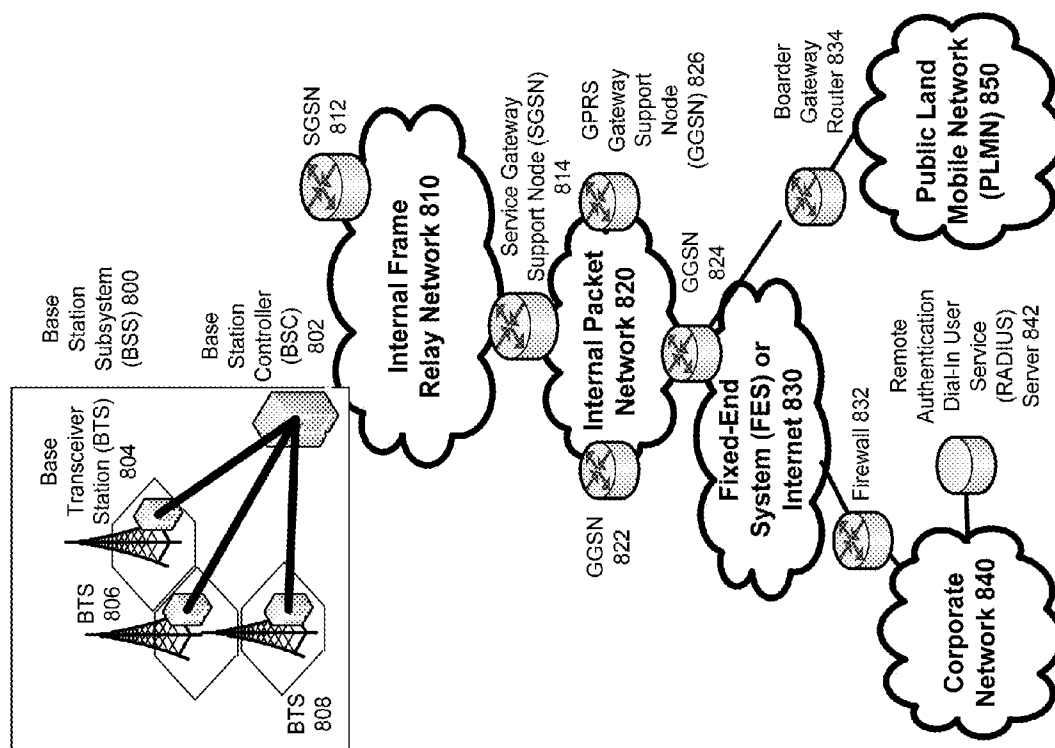 Base
Station
Subsystem
(BSS) 800
Base
Transceiver
Station (BTS)
804
BTS
806
BTS
808
Base
Station
Controller
(BSC)
802
SGSN
812
Internal Frame
Relay Network 810
Service Gateway
Support Node (SGSN)
814
Internal Packet
Network 820
GPRS
Gateway
Support
Node
(GGSN) 826
GGSN
822
GGSN
824
Fixed-End
System (FES) or
Internet 830
Boarder
Gateway
Router 834
Public Land
Mobile Network
(PLMN) 850
Firewall 832
Remote
Authentication
Dial-In User
Service
(RADIUS)
Server 842
Corporate
Network 840